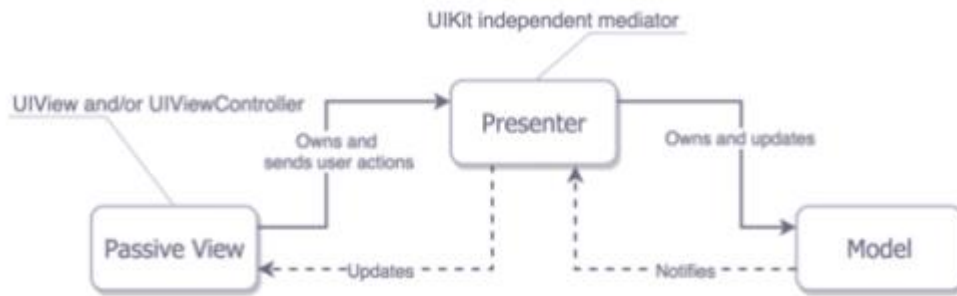 UIKit independent mediator
UIView and/or UIViewController
Presenter
Owns and
sends user actions
Owns and updates
Passive View
Model
Updates
Notifies